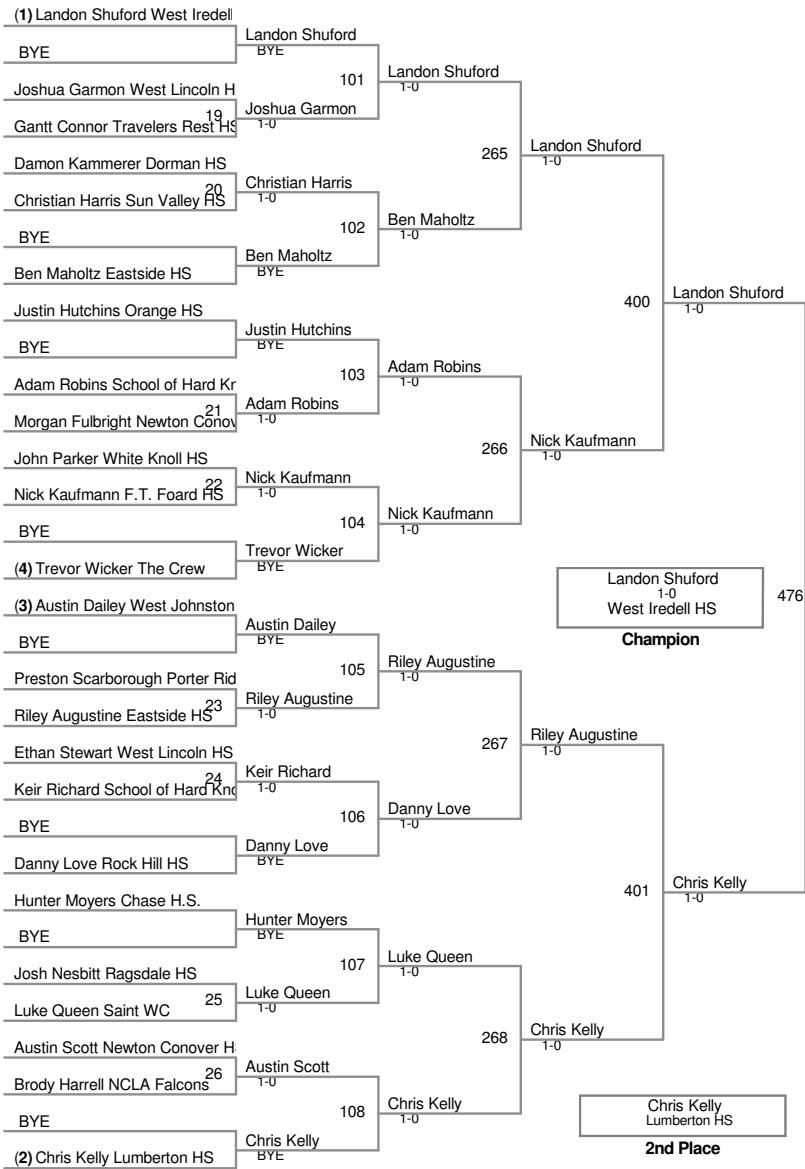 (1) Landon Shuford West Iredell
BYE
Landon Shuford
BYE
101
Landon Shuford
1-0
Joshua Garmon West Lincoln H
19
Gantt Connor Travelers Rest HS
Joshua Garmon
1-0
265
Landon Shuford
1-0
Damon Kammerer Dorman HS
20
Christian Harris Sun Valley HS
Christian Harris
1-0
102
Ben Maholtz
1-0
BYE
Ben Maholtz Eastside HS
Ben Maholtz
BYE
400
Landon Shuford
1-0
Justin Hutchins Orange HS
BYE
Justin Hutchins
BYE
103
Adam Robins
1-0
Adam Robins School of Hard Kn
21
Morgan Fulbright Newton Conov
Adam Robins
1-0
266
Nick Kaufmann
1-0
John Parker White Knoll HS
22
Nick Kaufmann F.T. Foard HS
Nick Kaufmann
1-0
104
Nick Kaufmann
1-0
BYE
(4) Trevor Wicker The Crew
Trevor Wicker
BYE
Landon Shuford
1-0
West Iredell HS
Champion
476
(3) Austin Dailey West Johnston
BYE
Austin Dailey
BYE
105
Riley Augustine
1-0
Preston Scarborough Porter Rid
23
Riley Augustine Eastside HS
Riley Augustine
1-0
267
Riley Augustine
1-0
Ethan Stewart West Lincoln HS
24
Keir Richard School of Hard Kno
Keir Richard
1-0
106
Danny Love
1-0
BYE
Danny Love Rock Hill HS
Danny Love
BYE
401
Chris Kelly
1-0
Hunter Moyers Chase H.S.
BYE
Hunter Moyers
BYE
107
Luke Queen
1-0
Josh Nesbitt Ragsdale HS
25
Luke Queen Saint WC
Luke Queen
1-0
268
Chris Kelly
1-0
Austin Scott Newton Conover H
26
Brody Harrell NCLA Falcons
Austin Scott
1-0
108
Chris Kelly
1-0
BYE
(2) Chris Kelly Lumberton HS
Chris Kelly
BYE
Chris Kelly
Lumberton HS
2nd Place